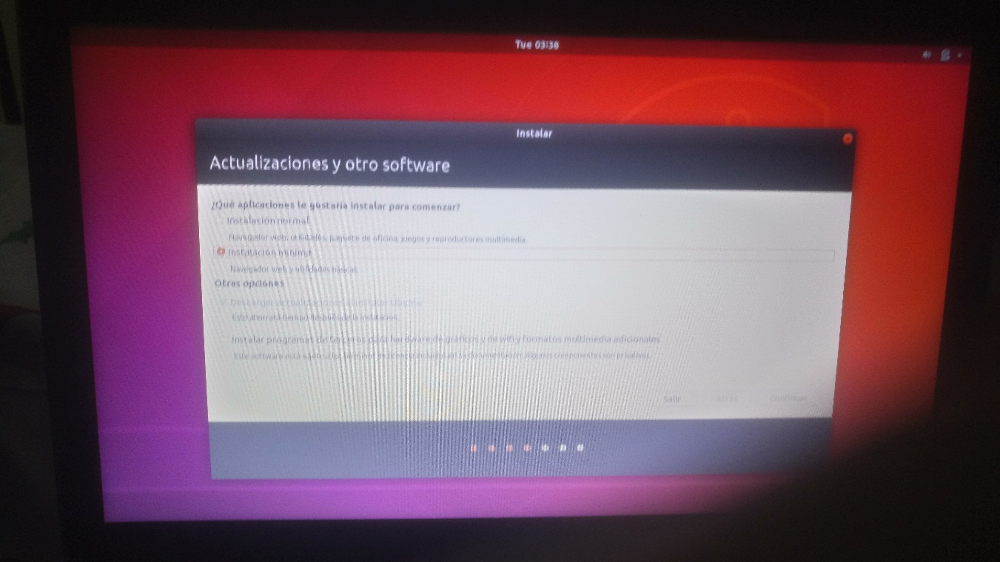 Tue 03:38
Instalar
Actualizaciones y otro software
¿Qué aplicaciones le gustaría instalar para comenzar?
Instalación normal
Navegador web, utilidades, paquete de oficina, juegos y reproductores multimedia.
Instalación mínima
Navegador web y utilidades básicas.
Otras opciones
Descargar actualizaciones al instalar Ubuntu
Esto ahorrará tiempo después de la instalación.
Instalar programas de terceros para hardware de gráficos y de wifi y formatos multimedia adicionales
Este software está sujeto a los términos de licencia incluidos en su documentación. Algunos componentes son privativos.
Salir Atrás Continuar